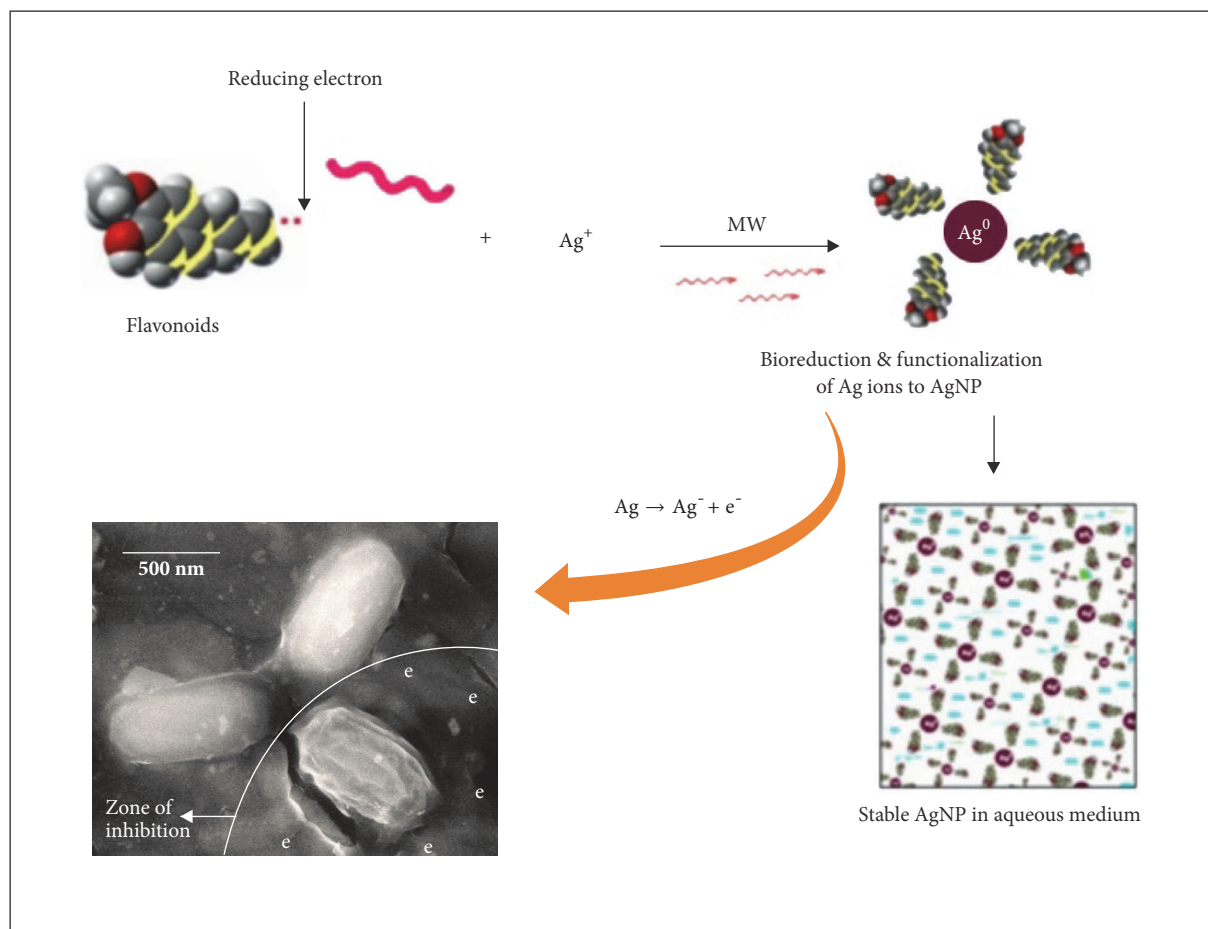 Reducing electron
Flavonoids
+
Ag⁺
MW
Ag⁰
Bioreduction & functionalization
of Ag ions to AgNP
Ag → Ag⁻ + e⁻
500 nm
e
e
e
e
e
Zone of
inhibition
Stable AgNP in aqueous medium